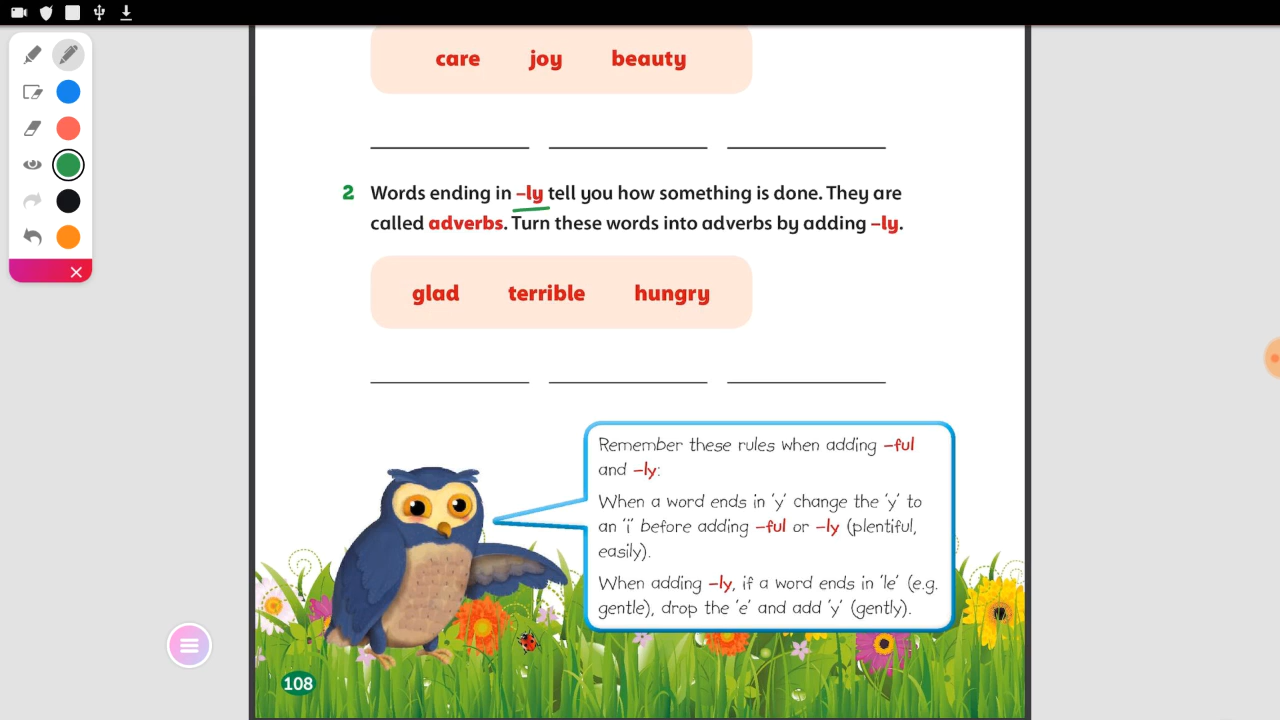 care joy beauty
2 Words ending in –ly tell you how something is done. They are
called adverbs. Turn these words into adverbs by adding –ly.
glad terrible hungry
Remember these rules when adding –ful
and –ly:
When a word ends in 'y' change the 'y' to
an 'i' before adding –ful or –ly (plentiful,
easily).
When adding –ly, if a word ends in 'le' (e.g.
gentle), drop the 'e' and add 'y' (gently).
108